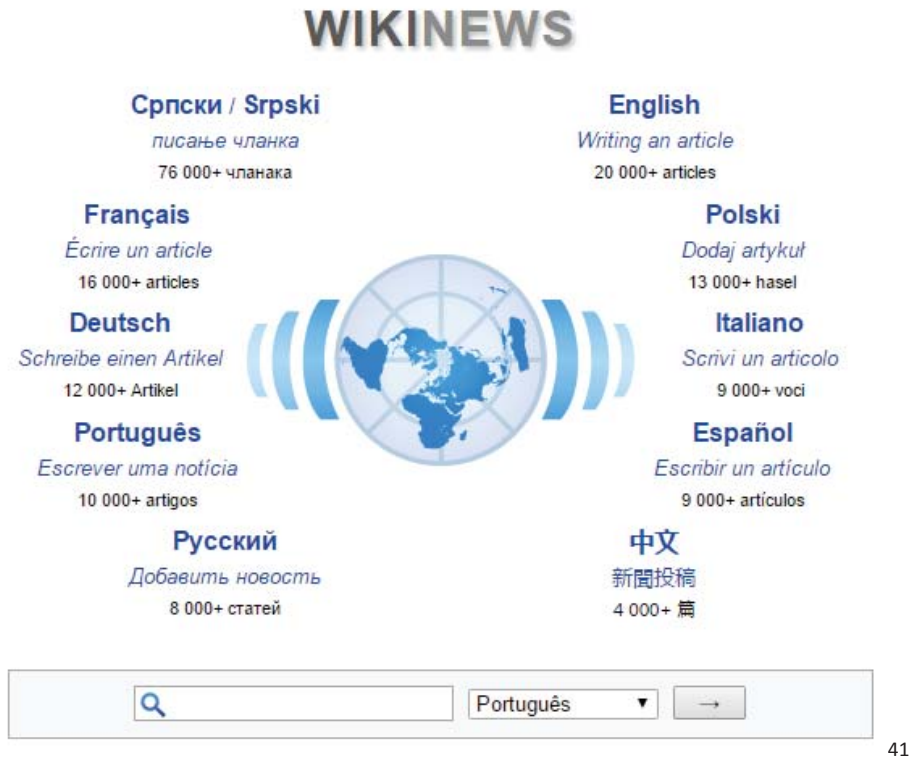 WIKINEWS
Српски / Srpski
писање чланка
76 000+ чланака
English
Writing an article
20 000+ articles
Français
Écrire un article
16 000+ articles
Polski
Dodaj artykuł
13 000+ haseł
Deutsch
Schreibe einen Artikel
12 000+ Artikel
Italiano
Scrivi un articolo
9 000+ voci
Português
Escrever uma notícia
10 000+ artigos
Español
Escribir un artículo
9 000+ artículos
Русский
Добавить новость
8 000+ статей
中文
新聞投稿
4 000+ 篇
Português
41